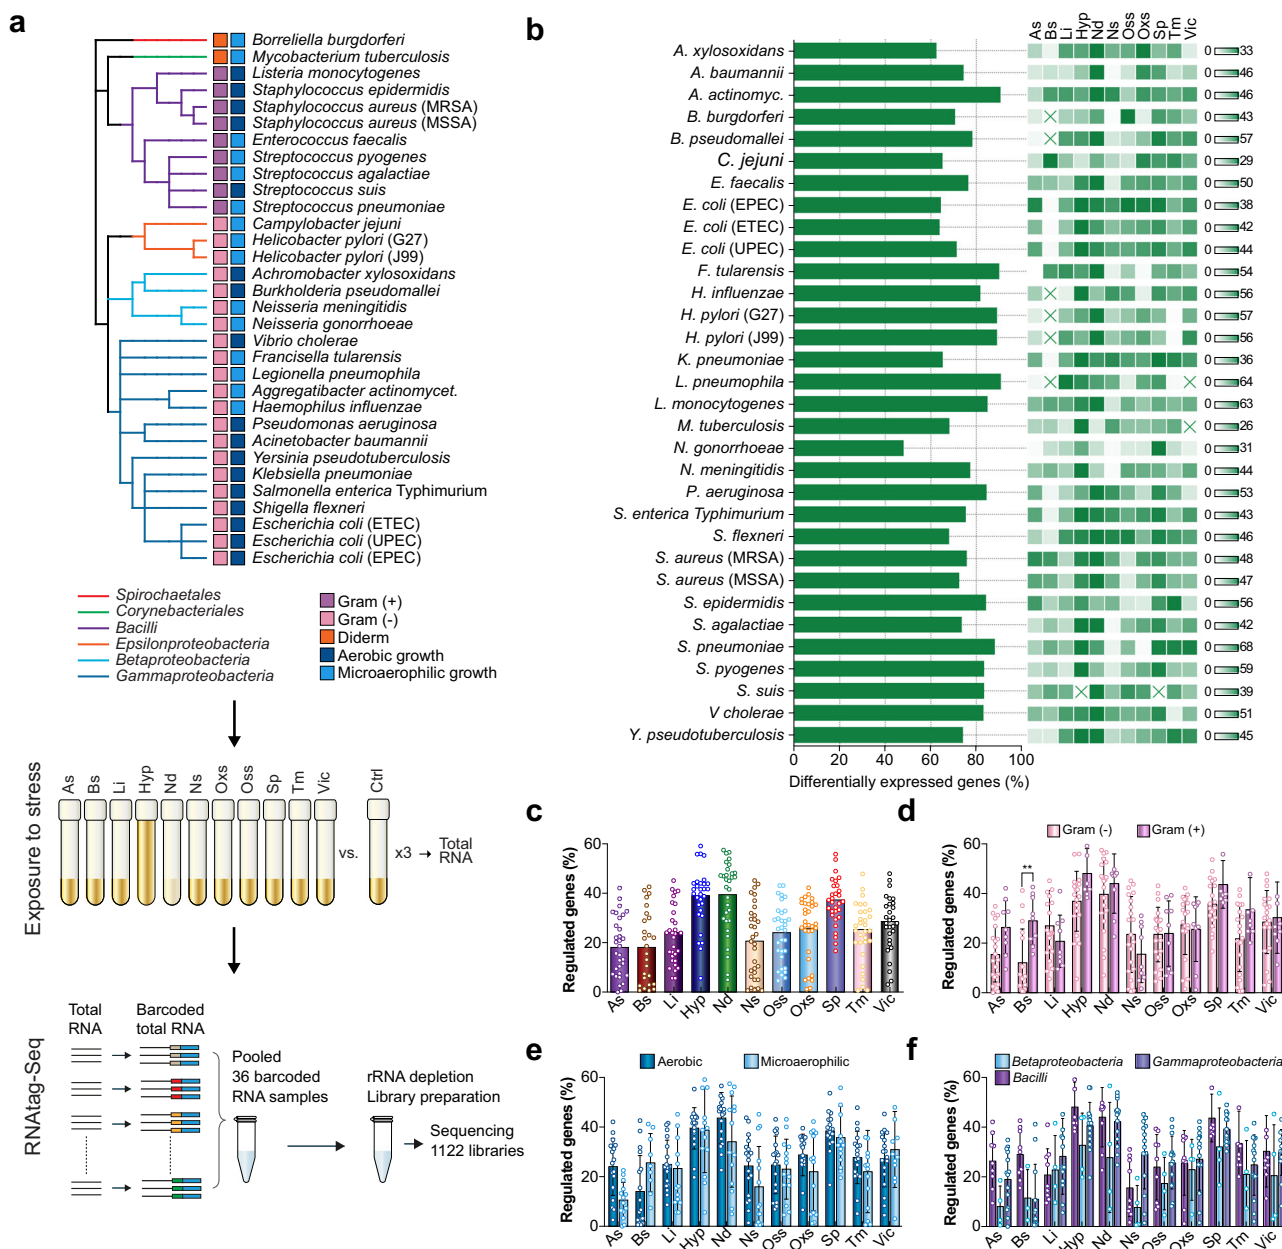 a
Borreliella burgdorferi
Mycobacterium tuberculosis
Listeria monocytogenes
Staphylococcus epidermidis
Staphylococcus aureus (MRSA)
Staphylococcus aureus (MSSA)
Enterococcus faecalis
Streptococcus pyogenes
Streptococcus agalactiae
Streptococcus suis
Streptococcus pneumoniae
Campylobacter jejuni
Helicobacter pylori (G27)
Helicobacter pylori (J99)
Achromobacter xylosoxidans
Burkholderia pseudomallei
Neisseria meningitidis
Neisseria gonorrhoeae
Vibrio cholerae
Francisella tularensis
Legionella pneumophila
Aggregatibacter actinomycet.
Haemophilus influenzae
Pseudomonas aeruginosa
Acinetobacter baumannii
Yersinia pseudotuberculosis
Klebsiella pneumoniae
Salmonella enterica Typhimurium
Shigella flexneri
Escherichia coli (ETEC)
Escherichia coli (UPEC)
Escherichia coli (EPEC)
Spirochaetales
Corynebacteriales
Bacilli
Epsilonproteobacteria
Betaproteobacteria
Gammaproteobacteria
Gram (+)
Gram (-)
Diderm
Aerobic growth
Microaerophilic growth
Exposure to stress
As Bs Li Hyp Nd Ns Oxs Oss Sp Tm Vic Ctrl
vs.
x3 → Total
RNA
RNAtag-Seq
Total
RNA
Barcoded
total RNA
Pooled
36 barcoded
RNA samples
rRNA depletion
Library preparation
Sequencing
1122 libraries
b
As Bs Li Hyp Nd Ns Oss Oxs Sp Tm Vic
A. xylosoxidans 0 33
A. baumannii 0 46
A. actinomyc. 0 46
B. burgdorferi 0 43
B. pseudomallei 0 57
C. jejuni 0 29
E. faecalis 0 50
E. coli (EPEC) 0 38
E. coli (ETEC) 0 42
E. coli (UPEC) 0 44
F. tularensis 0 54
H. influenzae 0 56
H. pylori (G27) 0 57
H. pylori (J99) 0 56
K. pneumoniae 0 36
L. pneumophila 0 64
L. monocytogenes 0 63
M. tuberculosis 0 26
N. gonorrhoeae 0 31
N. meningitidis 0 44
P. aeruginosa 0 53
S. enterica Typhimurium 0 43
S. flexneri 0 46
S. aureus (MRSA) 0 48
S. aureus (MSSA) 0 47
S. epidermidis 0 56
S. agalactiae 0 42
S. pneumoniae 0 68
S. pyogenes 0 59
S. suis 0 39
V cholerae 0 51
Y. pseudotuberculosis 0 45
0 20 40 60 80 100
Differentially expressed genes (%)
c
Regulated genes (%)
60
40
20
0
As Bs Li Hyp Nd Ns Oss Oxs Sp Tm Vic
d
Gram (-) Gram (+)
Regulated genes (%)
60
40
20
0
**
As Bs Li Hyp Nd Ns Oss Oxs Sp Tm Vic
e
Aerobic Microaerophilic
Regulated genes (%)
60
40
20
0
As Bs Li Hyp Nd Ns Oss Oxs Sp Tm Vic
f
Betaproteobacteria Gammaproteobacteria
Bacilli
Regulated genes (%)
60
40
20
0
As Bs Li Hyp Nd Ns Oss Oxs Sp Tm Vic